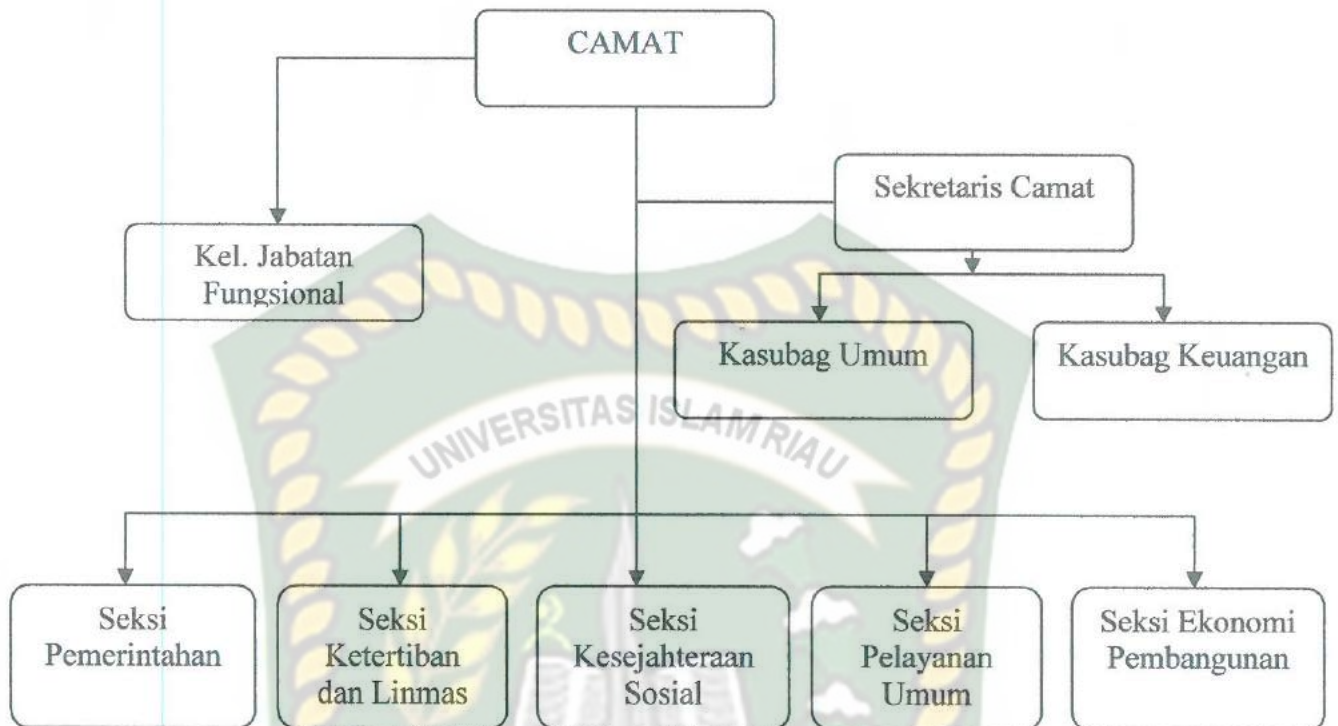 CAMAT
Sekretaris Camat
Kel. Jabatan
Fungsional
Kasubag Umum
Kasubag Keuangan
UNIVERSITAS ISLAM RIAU
Seksi
Pemerintahan
Seksi
Ketertiban
dan Linmas
Seksi
Kesejahteraan
Sosial
Seksi
Pelayanan
Umum
Seksi Ekonomi
Pembangunan